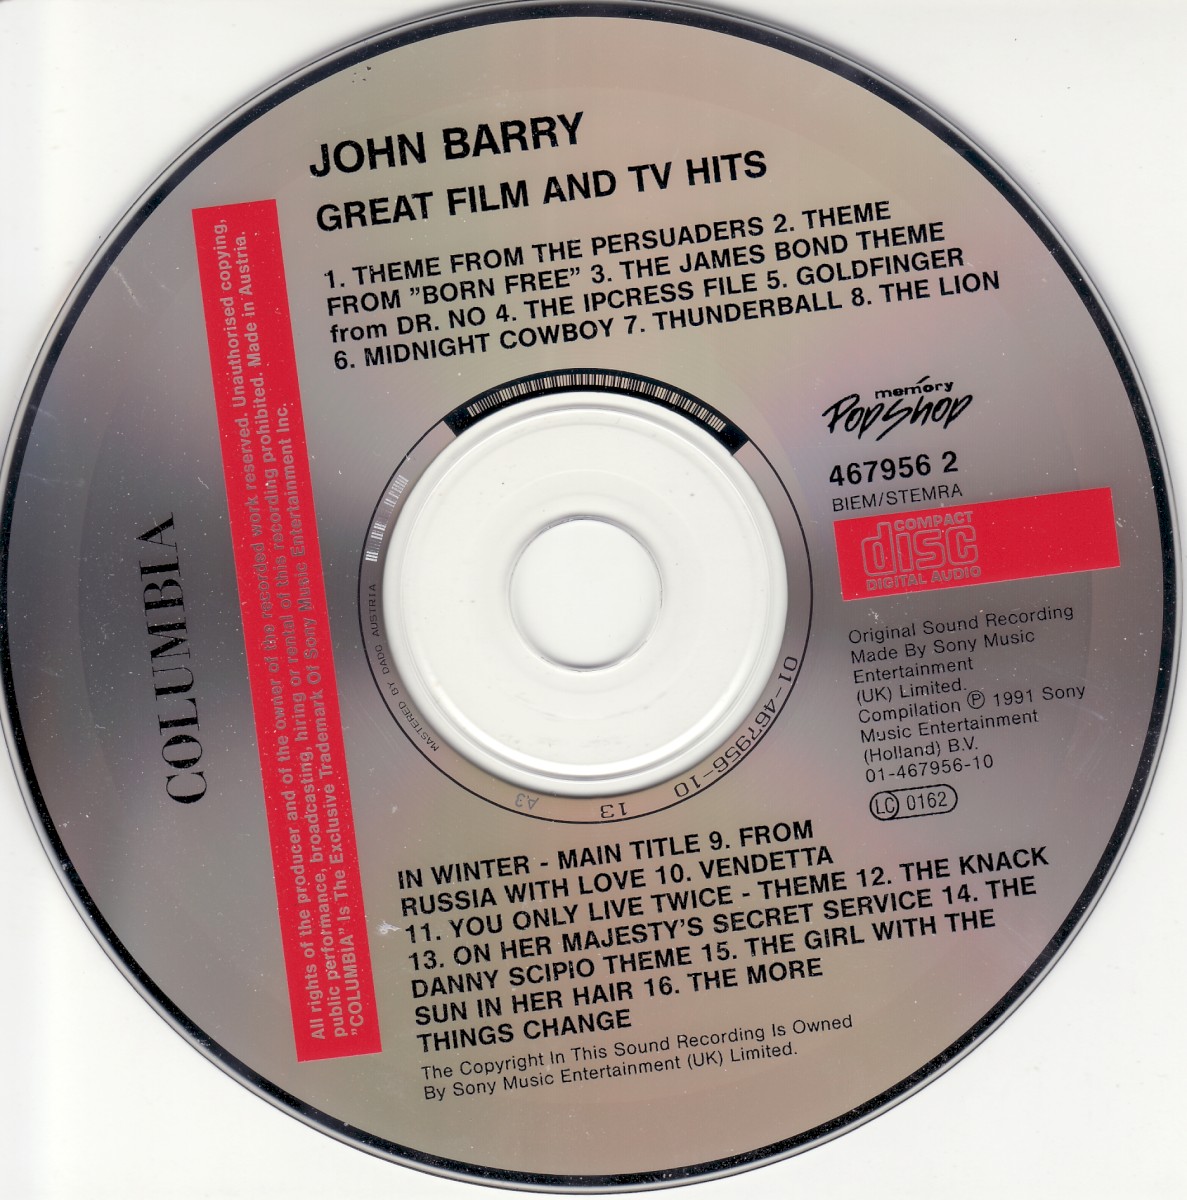 JOHN BARRY
GREAT FILM AND TV HITS
1. THEME FROM THE PERSUADERS 2. THEME
FROM "BORN FREE" 3. THE JAMES BOND THEME
from DR. NO 4. THE IPCRESS FILE 5. GOLDFINGER
6. MIDNIGHT COWBOY 7. THUNDERBALL 8. THE LION
memory
PopShop
467956 2
BIEM/STEMRA
COMPACT
disc
DIGITAL AUDIO
Original Sound Recording
Made By Sony Music
Entertainment
(UK) Limited.
Compilation ℗ 1991 Sony
Music Entertainment
(Holland) B.V.
01-467956-10
LC 0162
IN WINTER - MAIN TITLE 9. FROM
RUSSIA WITH LOVE 10. VENDETTA
11. YOU ONLY LIVE TWICE - THEME 12. THE KNACK
13. ON HER MAJESTY'S SECRET SERVICE 14. THE
DANNY SCIPIO THEME 15. THE GIRL WITH THE
SUN IN HER HAIR 16. THE MORE
THINGS CHANGE
The Copyright In This Sound Recording Is Owned
By Sony Music Entertainment (UK) Limited.
COLUMBIA
All rights of the producer and of the owner of the recorded work reserved. Unauthorised copying,
public performance, broadcasting, hiring or rental of this recording prohibited. Made in Austria.
"COLUMBIA" Is The Exclusive Trademark Of Sony Music Entertainment Inc.
MASTERED BY DADC AUSTRIA
01-467956-10 13 A3